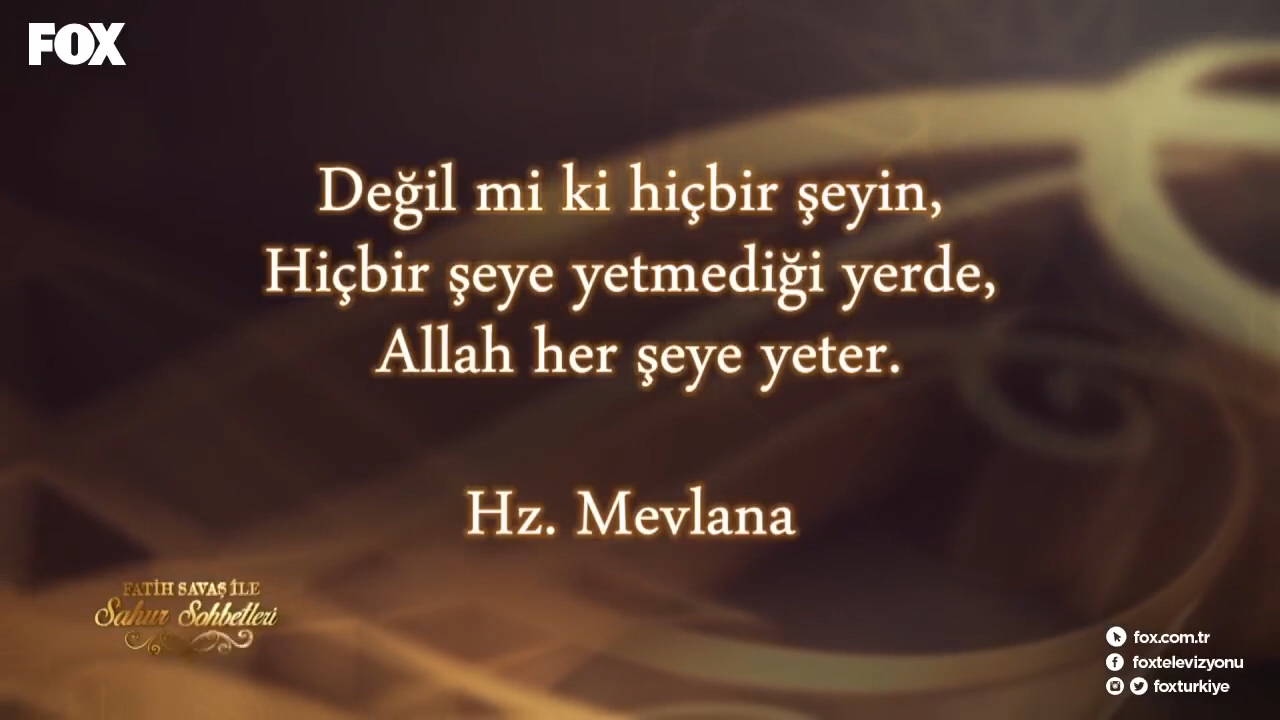 FOX
Değil mi ki hiçbir şeyin,
Hiçbir şeye yetmediği yerde,
Allah her şeye yeter.
Hz. Mevlana
FATİH SAVAŞ İLE
Sahur Sohbetleri
fox.com.tr
foxtelevizyonu
foxturkiye